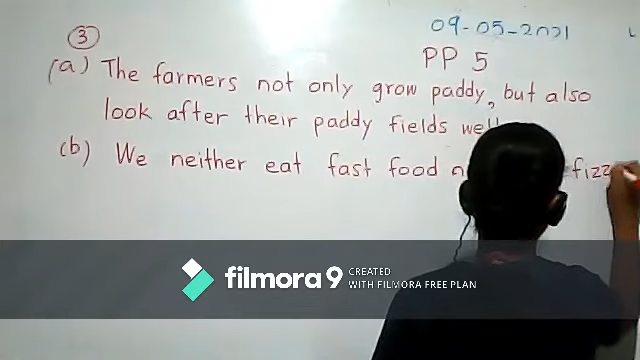 09-05-2021
③
PP 5
(a) The farmers not only grow paddy, but also
look after their paddy fields
(b) We neither eat fast food
filmora 9 CREATED
WITH FILMORA FREE PLAN